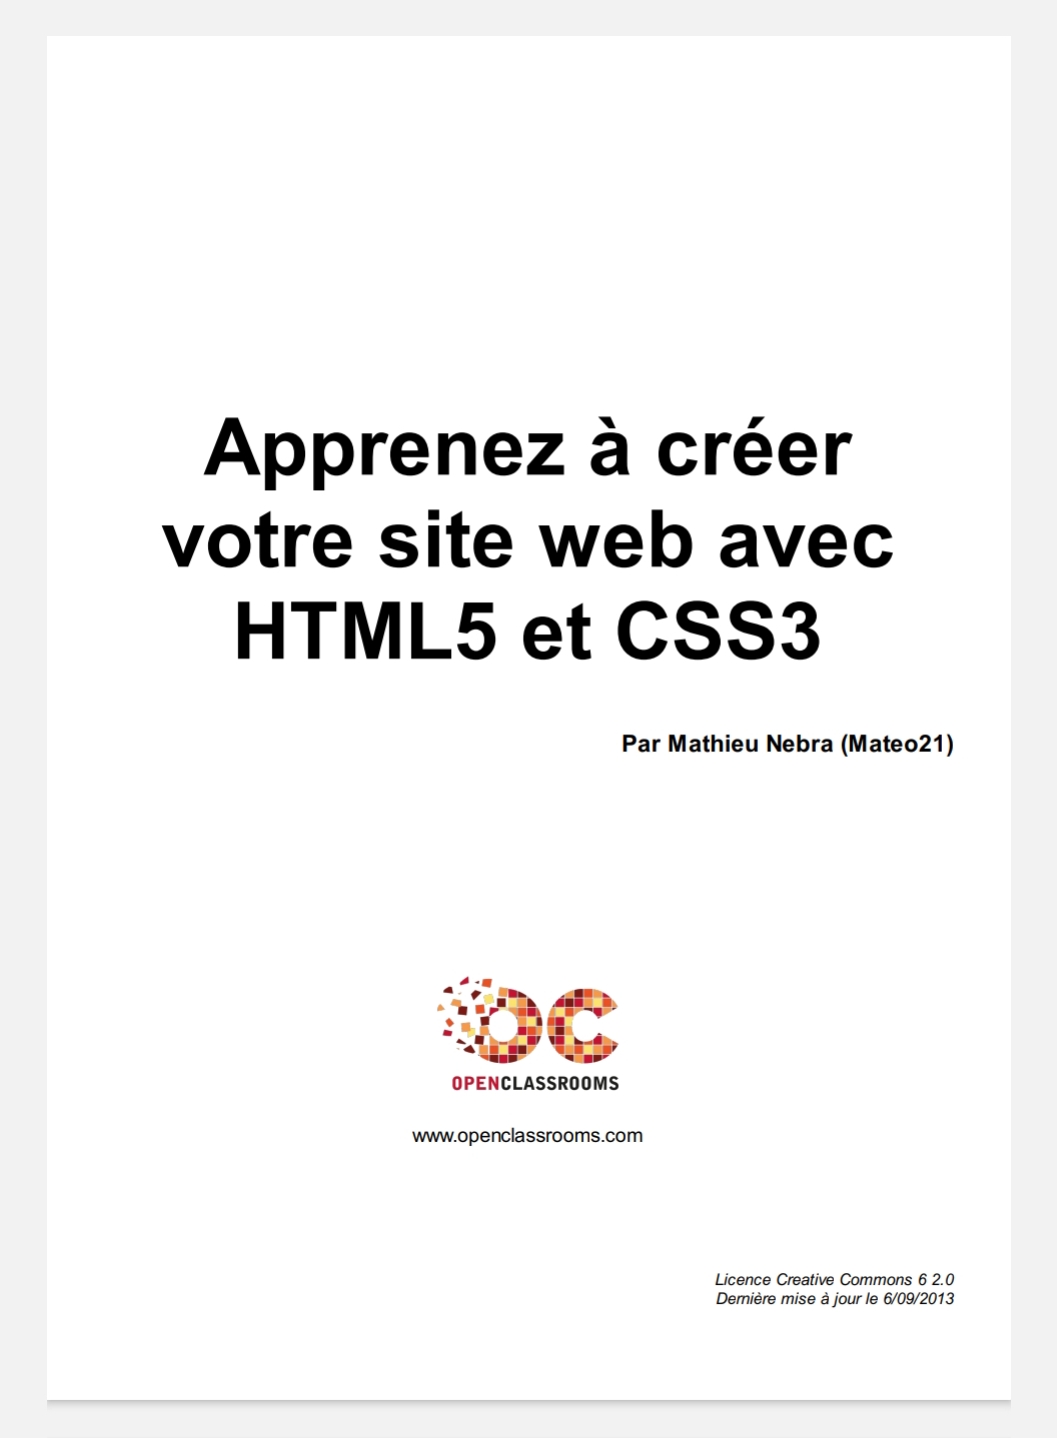 Apprenez à créer
votre site web avec
HTML5 et CSS3
Par Mathieu Nebra (Mateo21)
OC
OPENCLASSROOMS
www.openclassrooms.com
Licence Creative Commons 6 2.0
Dernière mise à jour le 6/09/2013